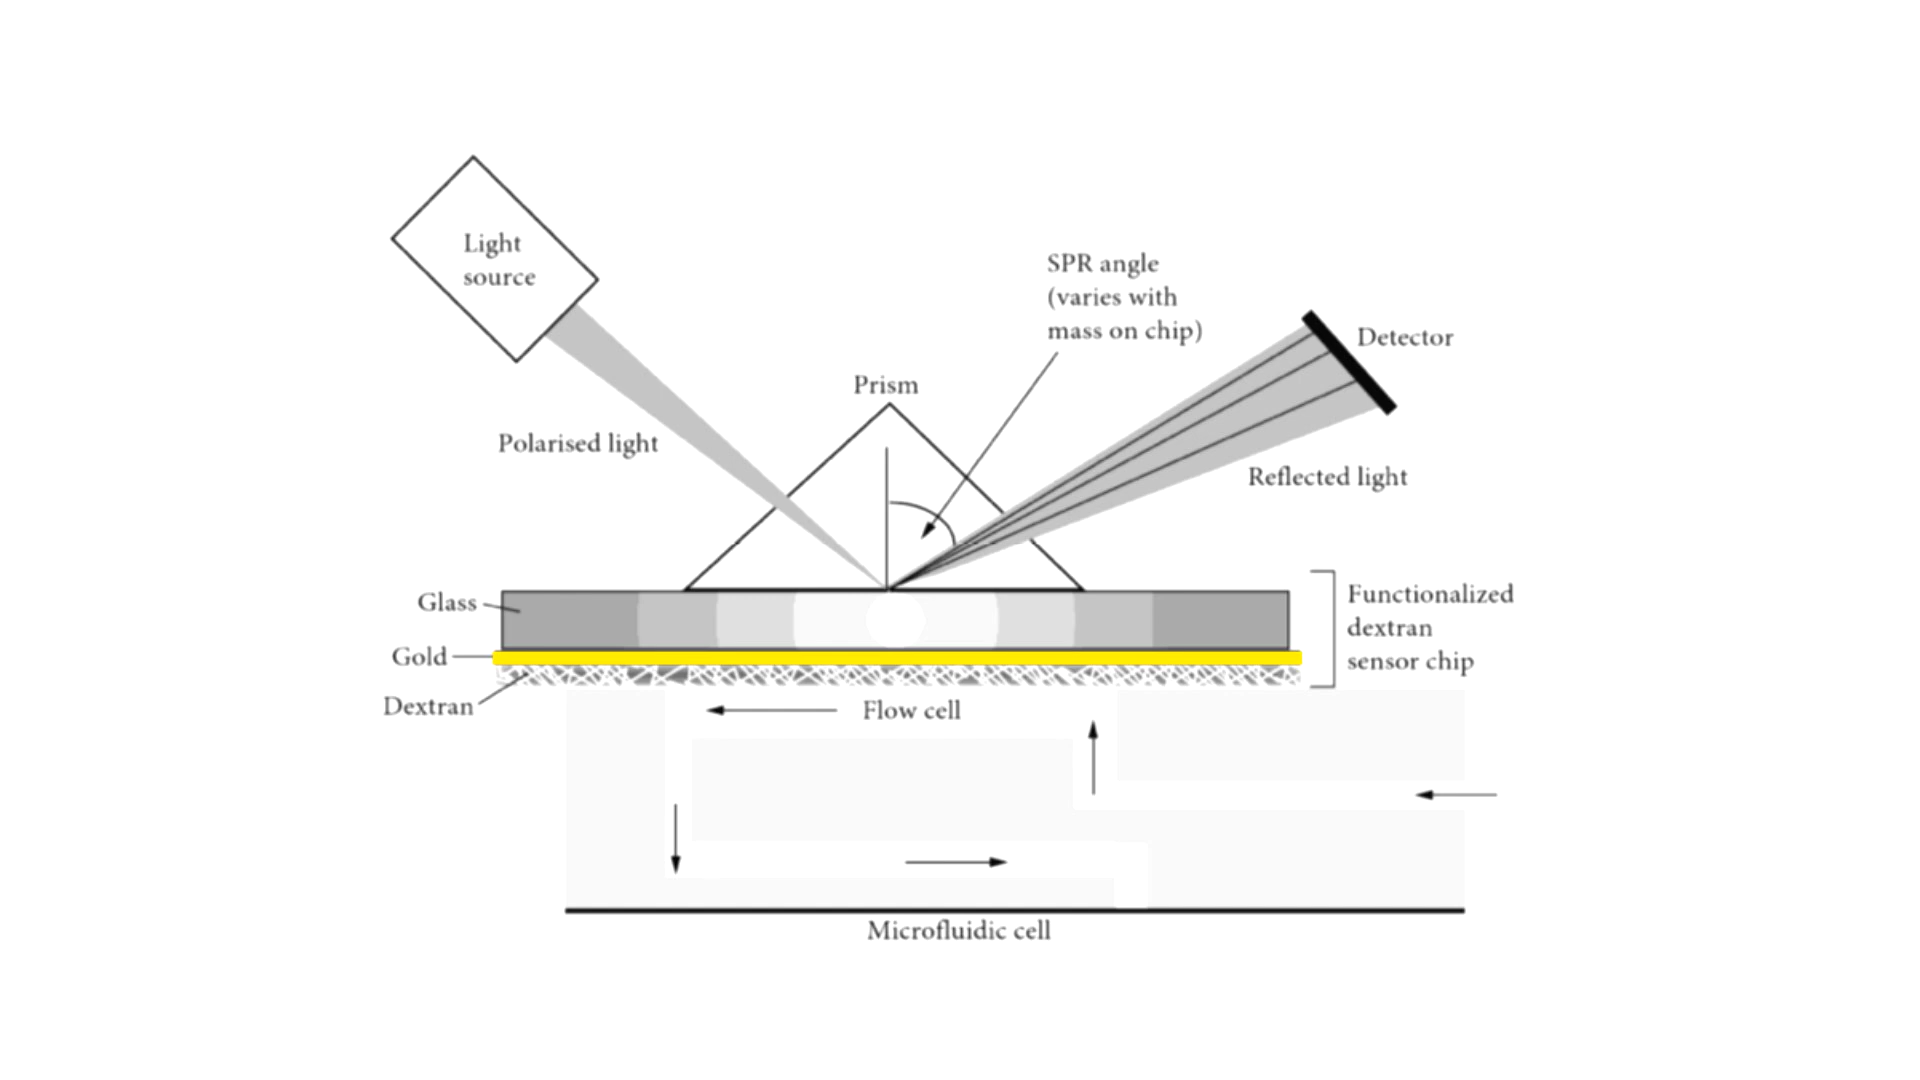 Light
source
SPR angle
(varies with
mass on chip)
Detector
Prism
Polarised light
Reflected light
Glass
Gold
Dextran
Functionalized
dextran
sensor chip
Flow cell
Microfluidic cell